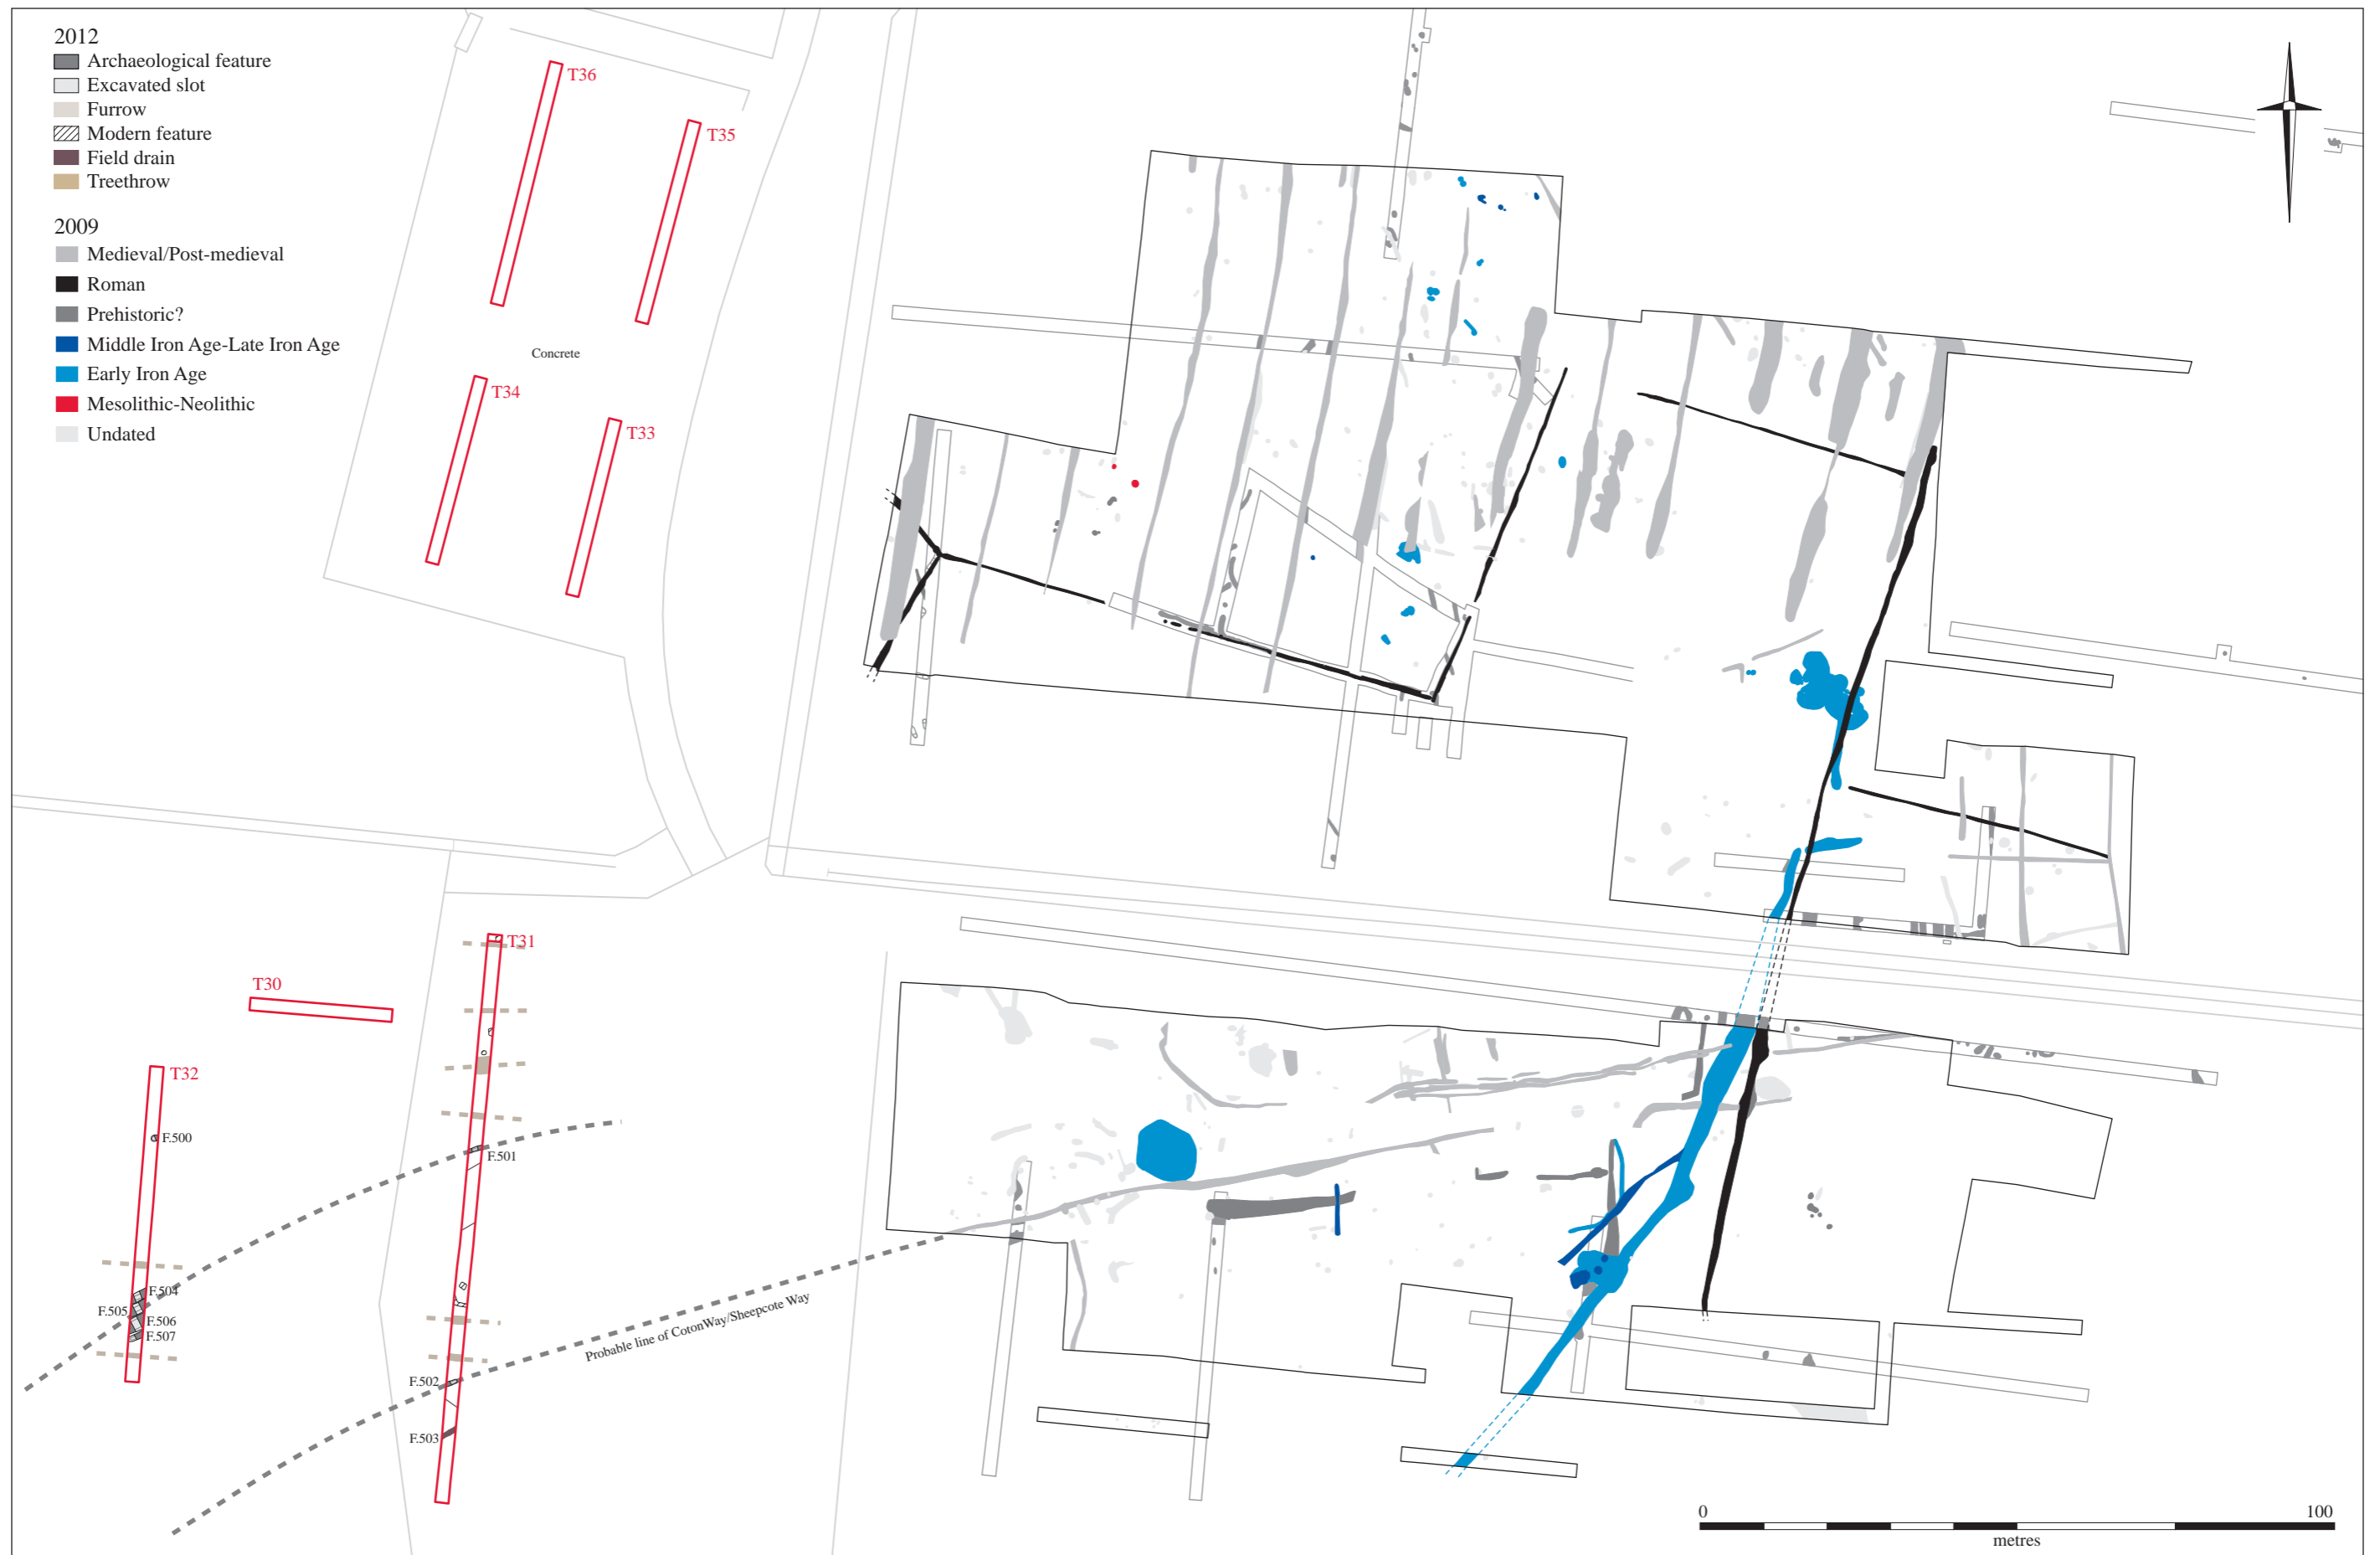 2012
Archaeological feature
Excavated slot
Furrow
Modern feature
Field drain
Treethrow
2009
Medieval/Post-medieval
Roman
Prehistoric?
Middle Iron Age-Late Iron Age
Early Iron Age
Mesolithic-Neolithic
Undated
T36
T35
Concrete
T34
T33
T31
T30
T32
F.500
F.501
F.504
F.505
F.506
F.507
Probable line of CotonWay/Sheepcote Way
F.502
F.503
0 100
metres